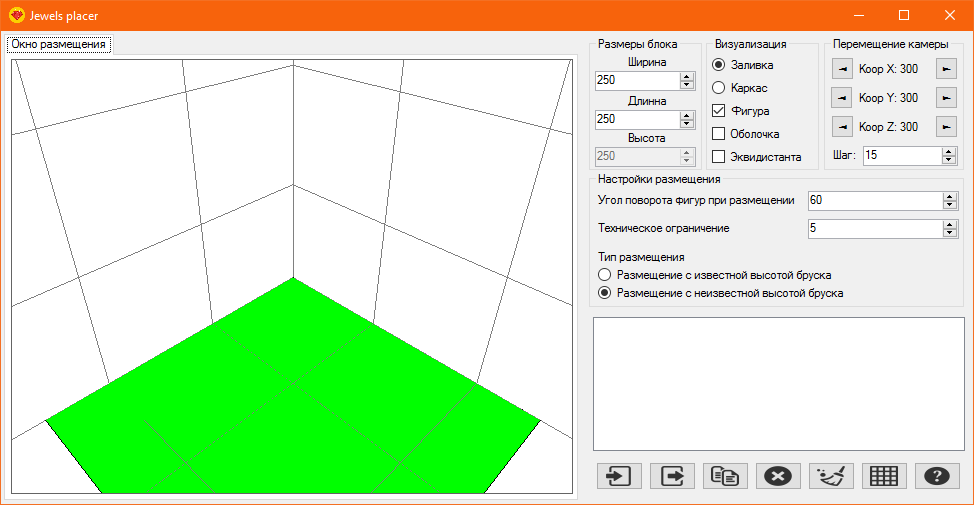 Jewels placer
Окно размещения
Размеры блока
Ширина
250
Длинна
250
Высота
250
Визуализация
Заливка
Каркас
Фигура
Оболочка
Эквидистанта
Перемещение камеры
Коор X: 300
Коор Y: 300
Коор Z: 300
Шаг: 15
Настройки размещения
Угол поворота фигур при размещении 60
Техническое ограничение 5
Тип размещения
Размещение с известной высотой бруска
Размещение с неизвестной высотой бруска
?